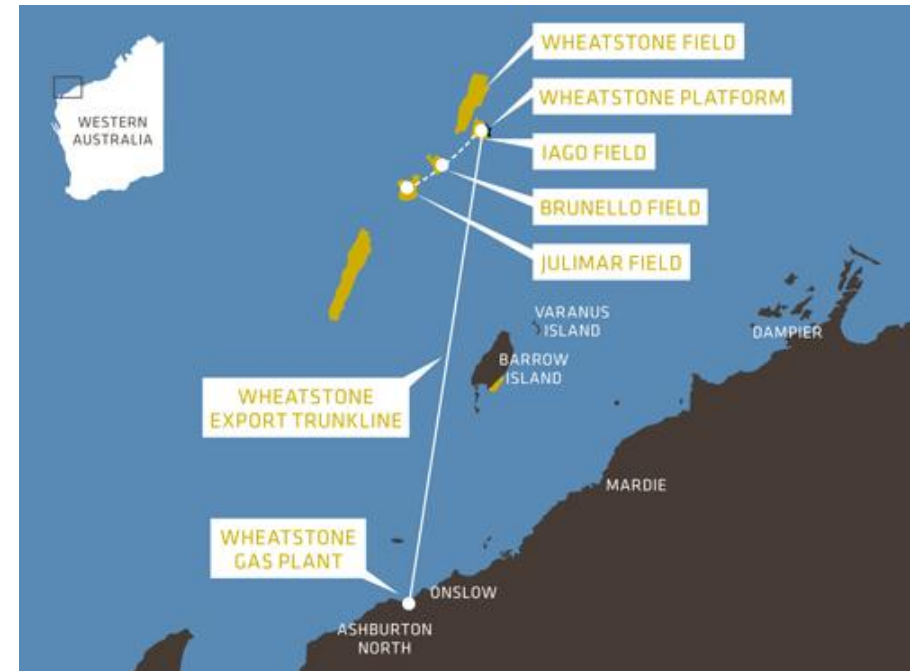 WHEATSTONE FIELD
WESTERN
AUSTRALIA
WHEATSTONE PLATFORM
IAGO FIELD
BRUNELLO FIELD
JULIMAR FIELD
VARANUS
ISLAND
DAMPIER
BARROW
ISLAND
WHEATSTONE
EXPORT TRUNKLINE
MARDIE
WHEATSTONE
GAS PLANT
ONSLOW
ASHBURTON
NORTH